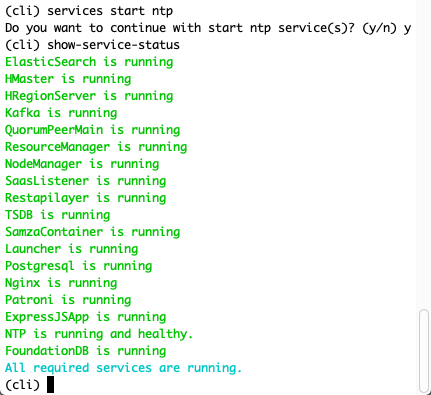 (cli) services start ntp
Do you want to continue with start ntp service(s)? (y/n) y
(cli) show-service-status
ElasticSearch is running
HMaster is running
HRegionServer is running
Kafka is running
QuorumPeerMain is running
ResourceManager is running
NodeManager is running
SaasListener is running
Restapilayer is running
TSDB is running
SamzaContainer is running
Launcher is running
Postgresql is running
Nginx is running
Patroni is running
ExpressJSApp is running
NTP is running and healthy.
FoundationDB is running
All required services are running.
(cli)